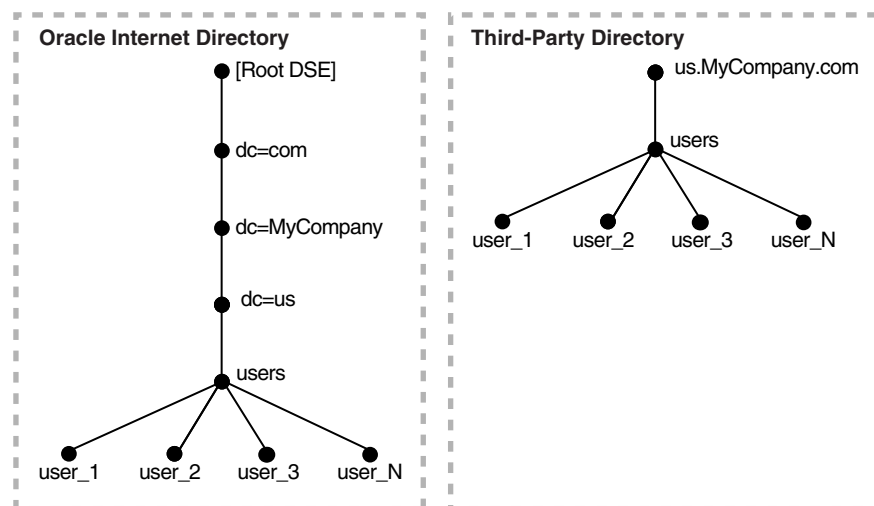 Oracle Internet Directory
[Root DSE]
dc=com
dc=MyCompany
dc=us
users
user_1 user_2 user_3 user_N
Third-Party Directory
us.MyCompany.com
users
user_1 user_2 user_3 user_N